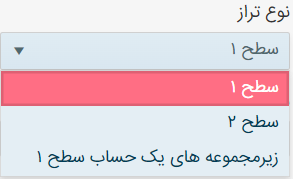 نوع تراز
سطح ۱
سطح ۱
سطح ۲
زیرمجموعه های یک حساب سطح ۱